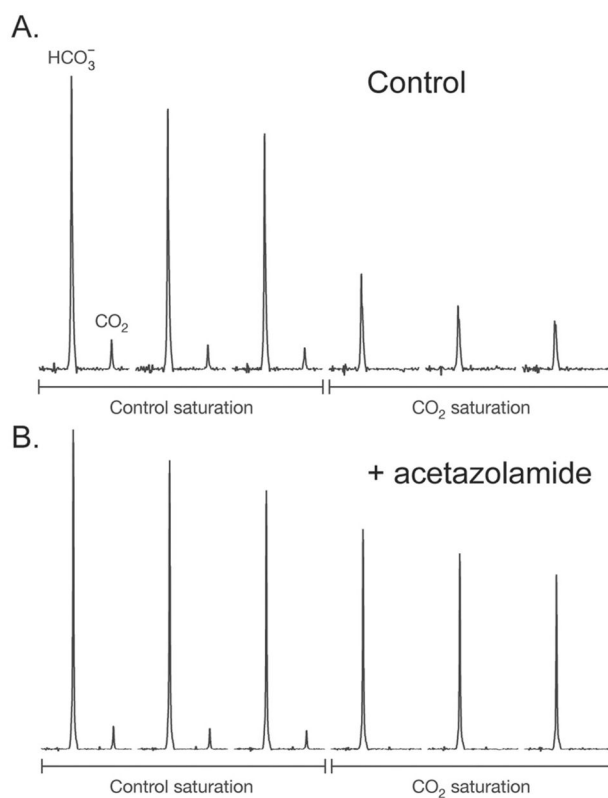 A.
HCO₃⁻
Control
CO₂
Control saturation
CO₂ saturation
B.
+ acetazolamide
Control saturation
CO₂ saturation